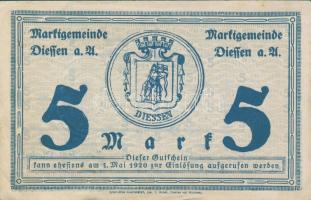 Marktgemeinde Diessen a. A.
Marktgemeinde Diessen a. A.
DIESSEN
5 Mark 5
Dieser Gutschein
kann ehestens am 1. Mai 1920 zur Einlösung aufgerufen werden